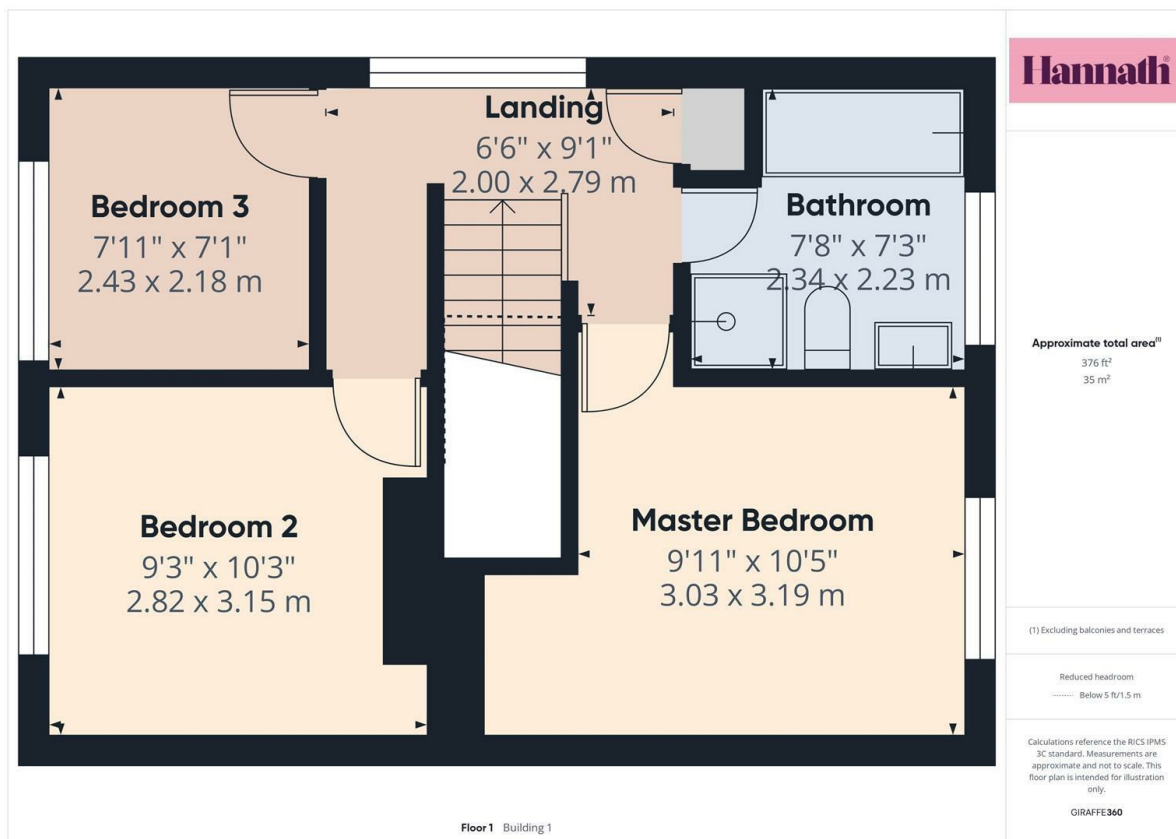 Landing
6'6" x 9'1"
2.00 x 2.79 m
Bedroom 3
7'11" x 7'1"
2.43 x 2.18 m
Bathroom
7'8" x 7'3"
2.34 x 2.23 m
Bedroom 2
9'3" x 10'3"
2.82 x 3.15 m
Master Bedroom
9'11" x 10'5"
3.03 x 3.19 m
Floor 1 Building 1
Hannath®
Approximate total area(1)
376 ft²
35 m²
(1) Excluding balconies and terraces
Reduced headroom
Below 5 ft/1.5 m
Calculations reference the RICS IPMS
3C standard. Measurements are
approximate and not to scale. This
floor plan is intended for illustration
only.
GIRAFFE360